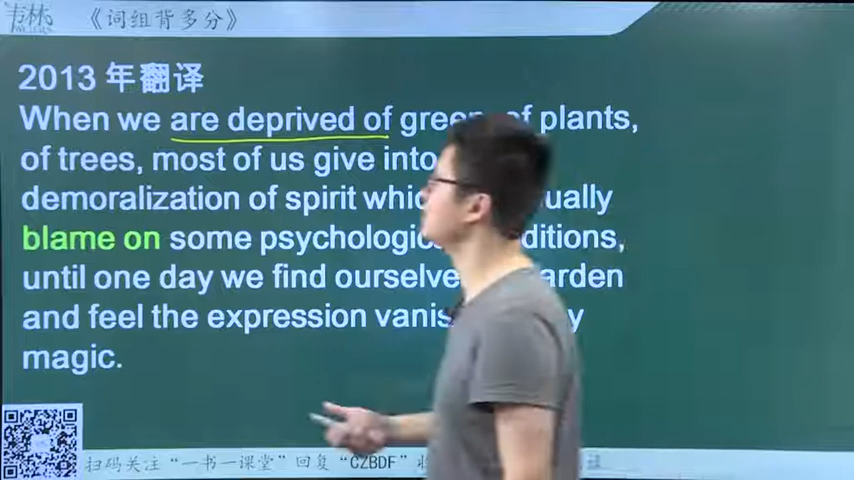 韦林 《词组背多分》
2013 年翻译
When we are deprived of green, of plants,
of trees, most of us give into
demoralization of spirit which ually
blame on some psychologic ditions,
until one day we find ourselve arden
and feel the expression vanis y
magic.
扫码关注“一书一课堂”回复“CZBDF”